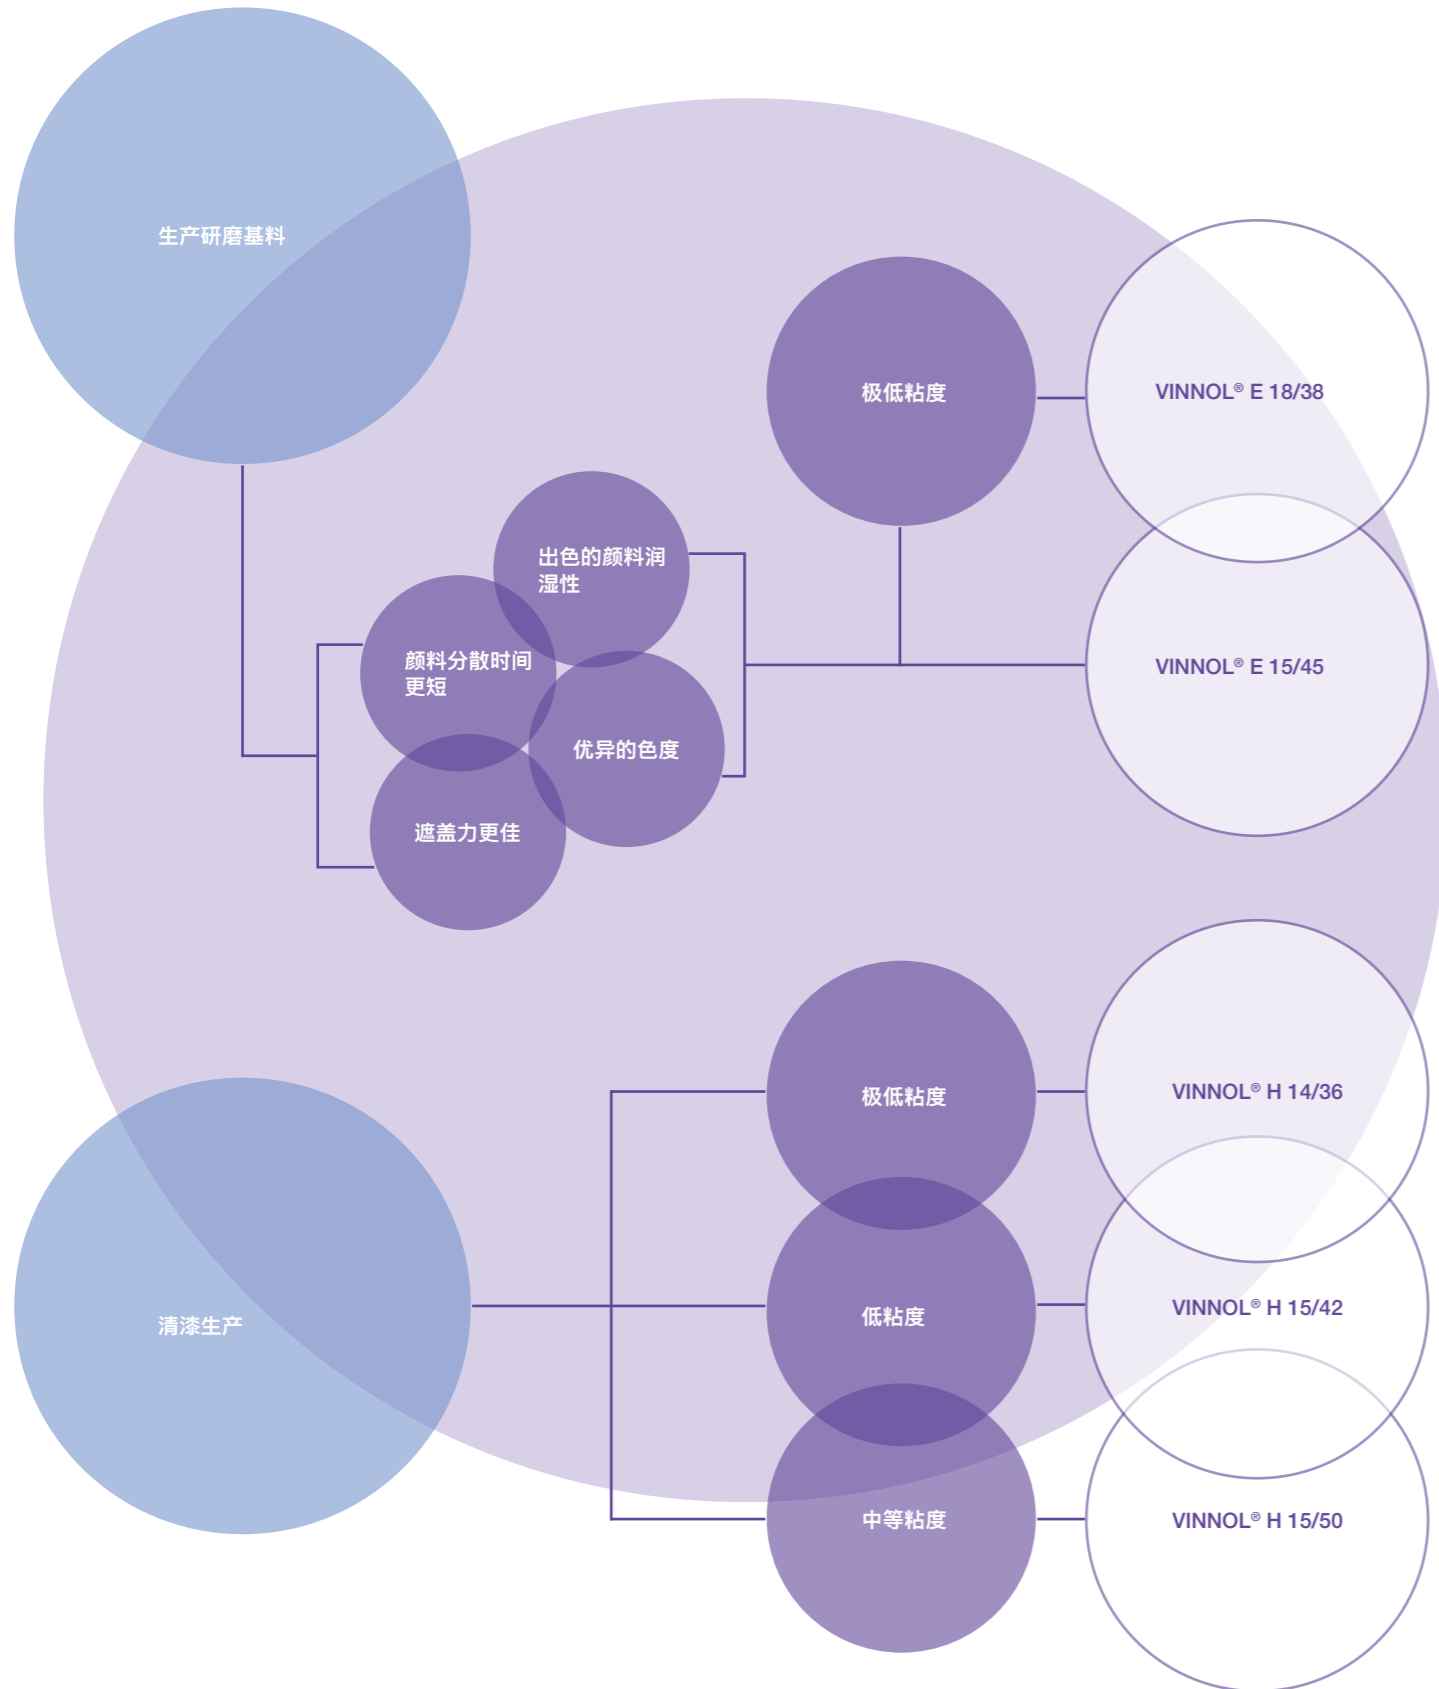 生产研磨基料
极低粘度
VINNOL® E 18/38
出色的颜料润
湿性
颜料分散时间
更短
VINNOL® E 15/45
优异的色度
遮盖力更佳
极低粘度
VINNOL® H 14/36
清漆生产
低粘度
VINNOL® H 15/42
中等粘度
VINNOL® H 15/50